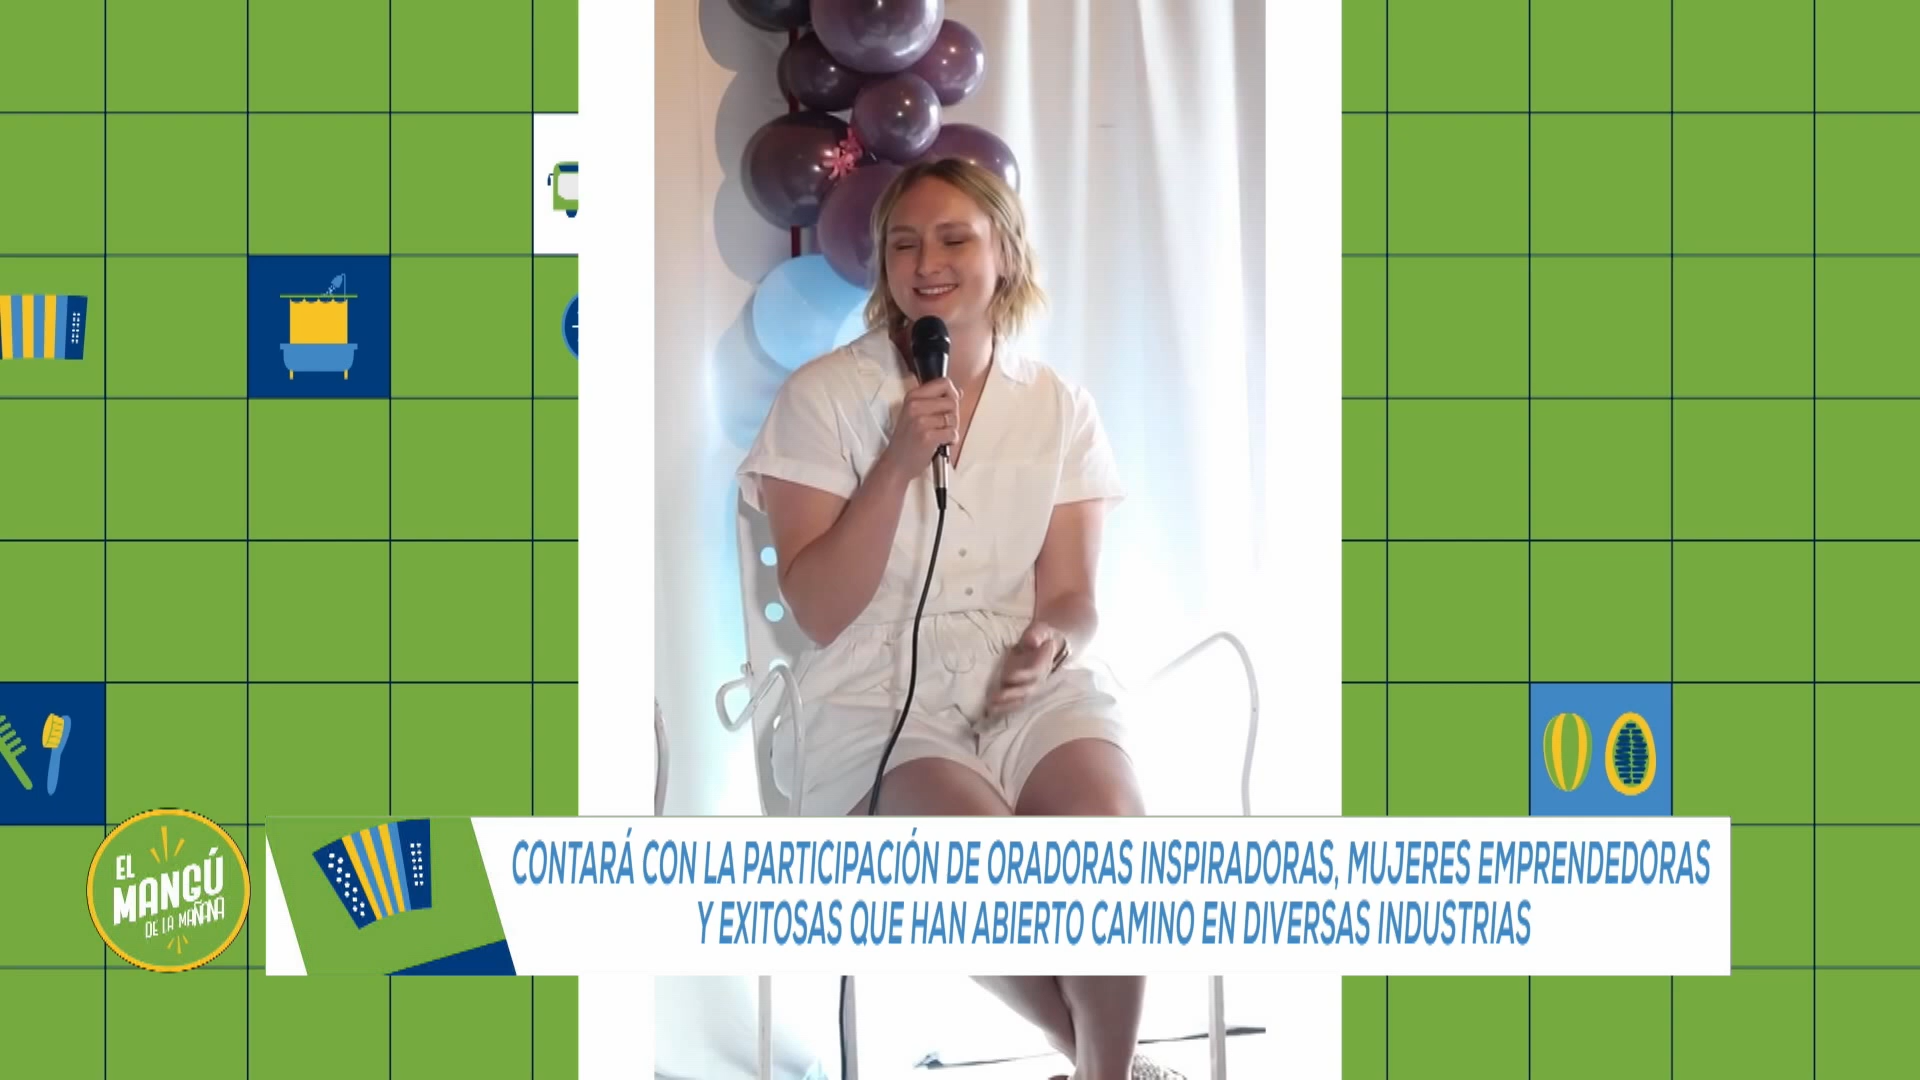 EL
MANGÚ
DE LA MAÑANA
CONTARÁ CON LA PARTICIPACIÓN DE ORADORAS INSPIRADORAS, MUJERES EMPRENDEDORAS
Y EXITOSAS QUE HAN ABIERTO CAMINO EN DIVERSAS INDUSTRIAS